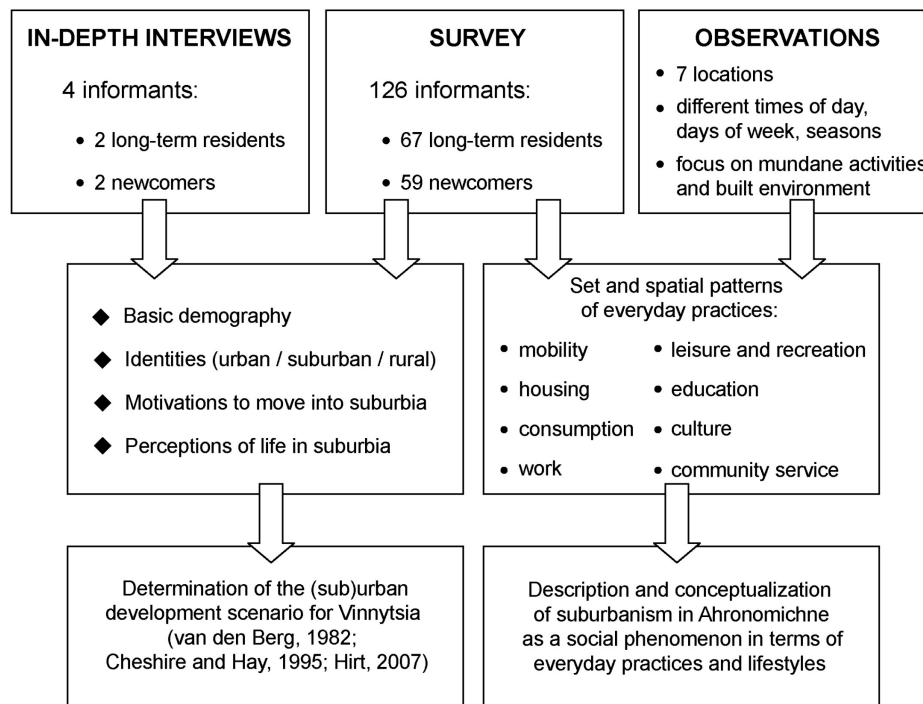 IN-DEPTH INTERVIEWS
4 informants:
• 2 long-term residents
• 2 newcomers
SURVEY
126 informants:
• 67 long-term residents
• 59 newcomers
OBSERVATIONS
• 7 locations
• different times of day,
days of week, seasons
• focus on mundane activities
and built environment
◆ Basic demography
◆ Identities (urban / suburban / rural)
◆ Motivations to move into suburbia
◆ Perceptions of life in suburbia
Set and spatial patterns
of everyday practices:
• mobility
• housing
• consumption
• work
• leisure and recreation
• education
• culture
• community service
Determination of the (sub)urban
development scenario for Vinnytsia
(van den Berg, 1982;
Cheshire and Hay, 1995; Hirt, 2007)
Description and conceptualization
of suburbanism in Ahronomichne
as a social phenomenon in terms of
everyday practices and lifestyles